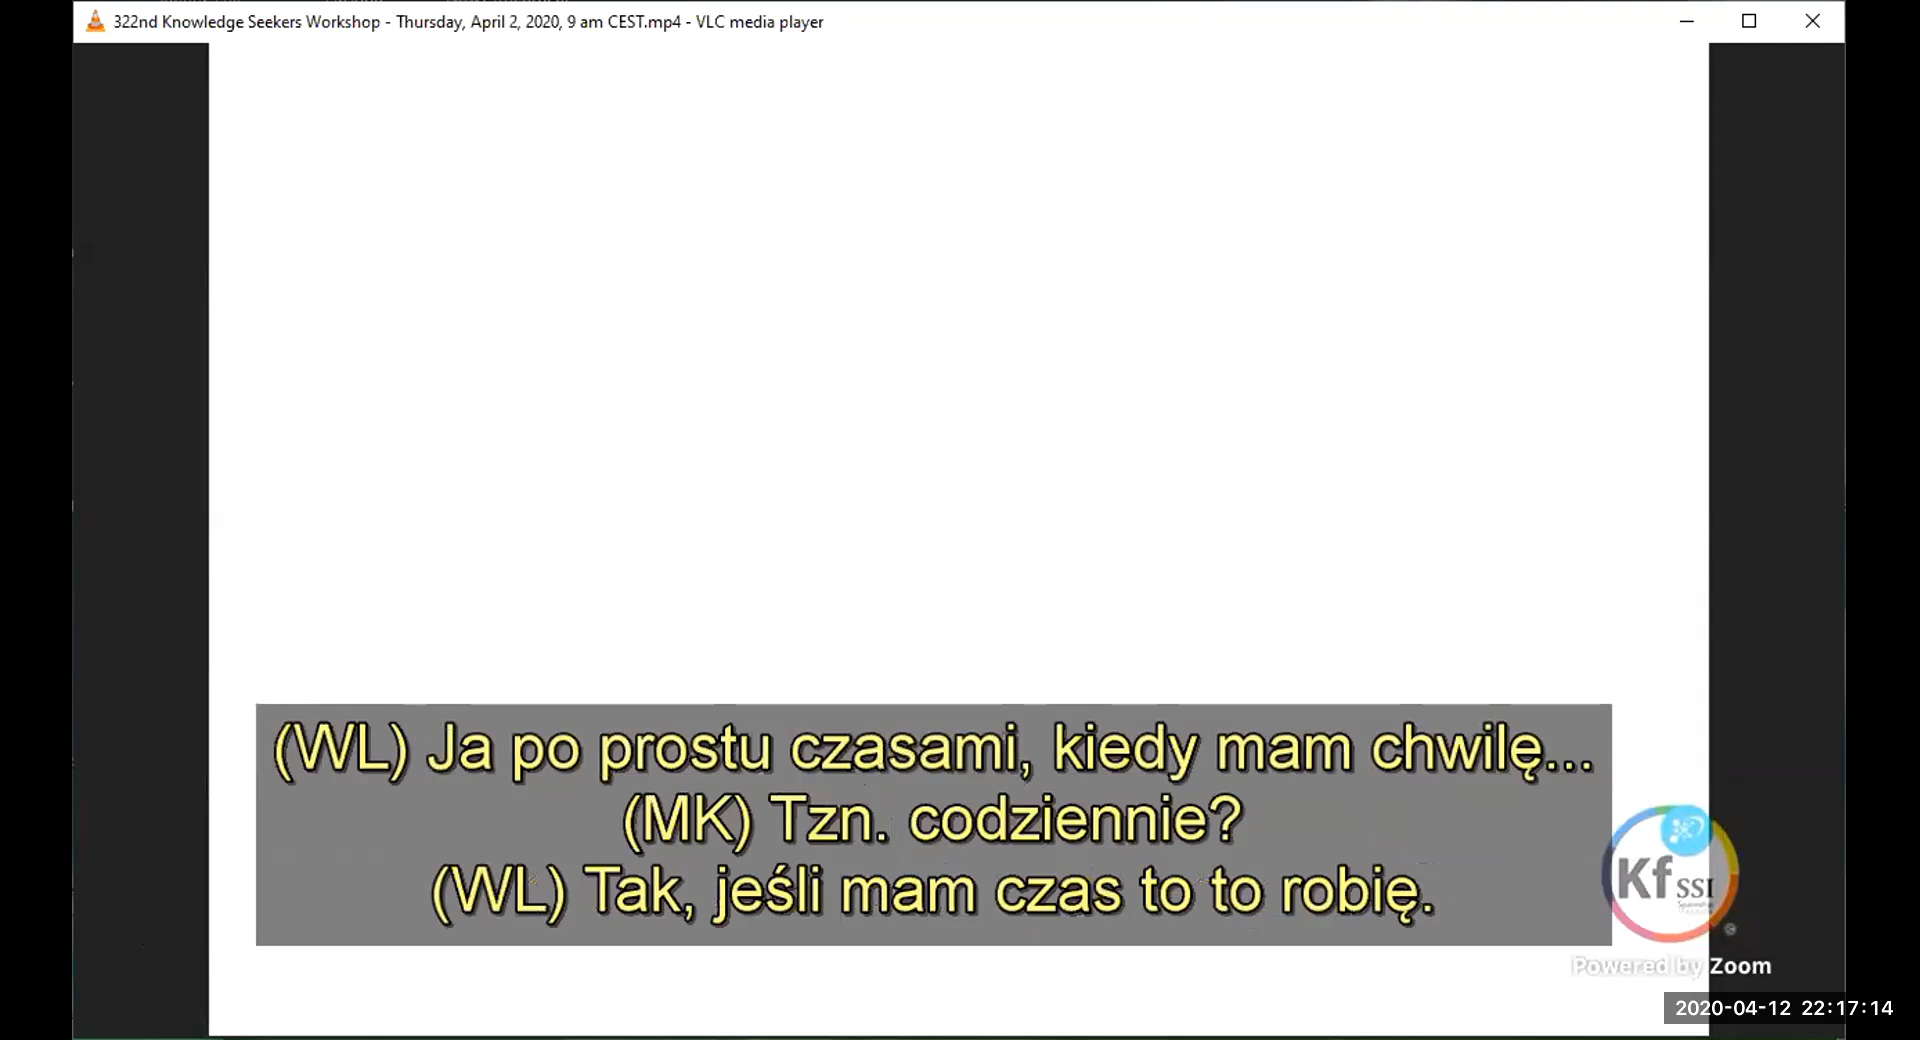 322nd Knowledge Seekers Workshop - Thursday, April 2, 2020, 9 am CEST.mp4 - VLC media player
(WL) Ja po prostu czasami, kiedy mam chwilę...
(MK) Tzn. codziennie?
(WL) Tak, jeśli mam czas to to robię.
Kf SSI
Powered by Zoom
2020-04-12 22:17:14